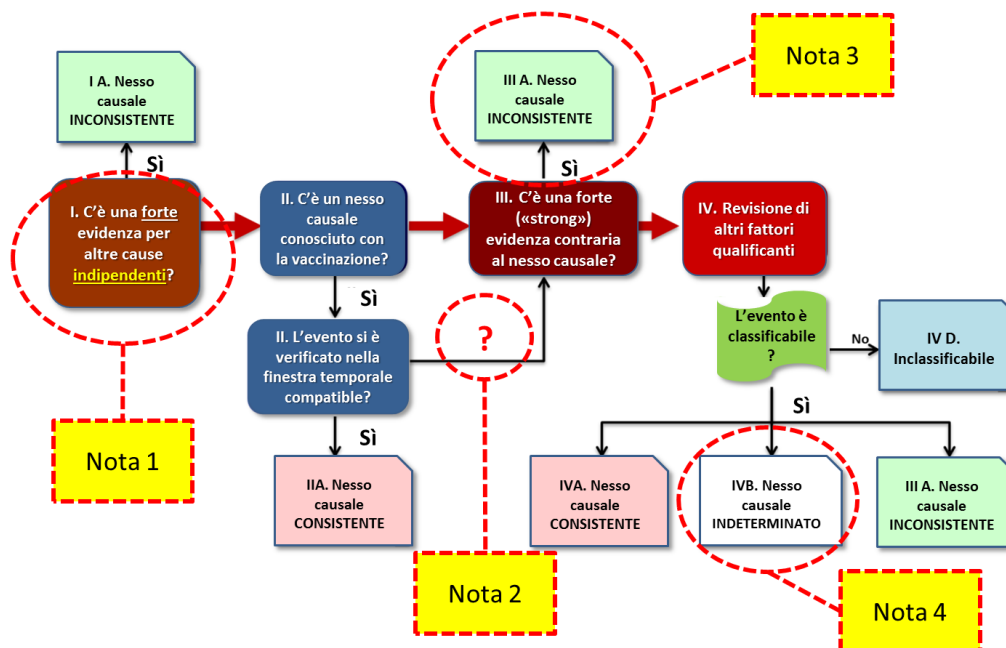 Nota 3
I A. Nesso
causale
INCONSISTENTE
III A. Nesso
causale
INCONSISTENTE
Sì
Sì
I. C'è una forte
evidenza per
altre cause
indipendenti?
II. C'è un nesso
causale
conosciuto con
la vaccinazione?
III. C'è una forte
(«strong»)
evidenza contraria
al nesso causale?
IV. Revisione di
altri fattori
qualificanti
Sì
II. L'evento si è
verificato nella
finestra temporale
compatibile?
?
L'evento è
classificabile
?
No
IV D.
Inclassificabile
Sì
Sì
Nota 1
IIA. Nesso
causale
CONSISTENTE
IVA. Nesso
causale
CONSISTENTE
IVB. Nesso
causale
INDETERMINATO
III A. Nesso
causale
INCONSISTENTE
Nota 2
Nota 4